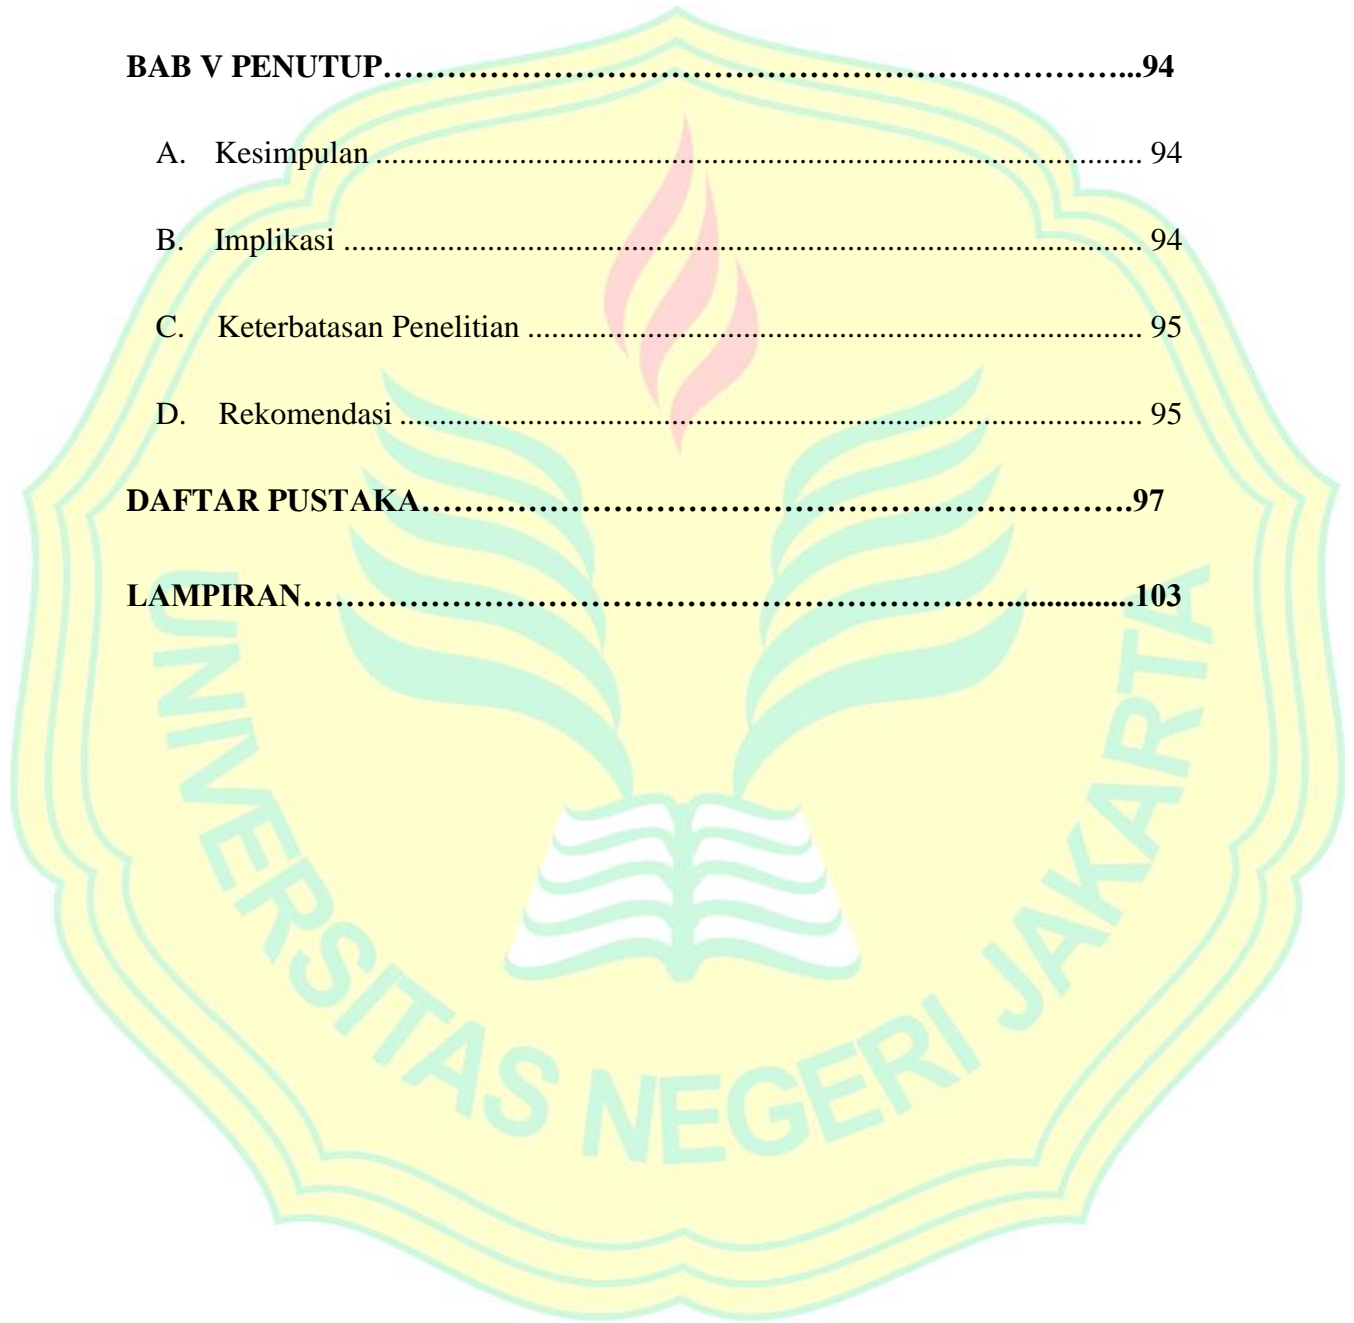 BAB V PENUTUP……………………………………………………………...94
A. Kesimpulan ................................................................................. 94
B. Implikasi ..................................................................................... 94
C. Keterbatasan Penelitian ................................................................. 95
D. Rekomendasi ............................................................................... 95
DAFTAR PUSTAKA…………………………………………………………….97
LAMPIRAN……………………………………………………………................103
UNIVERSITAS NEGERI JAKARTA